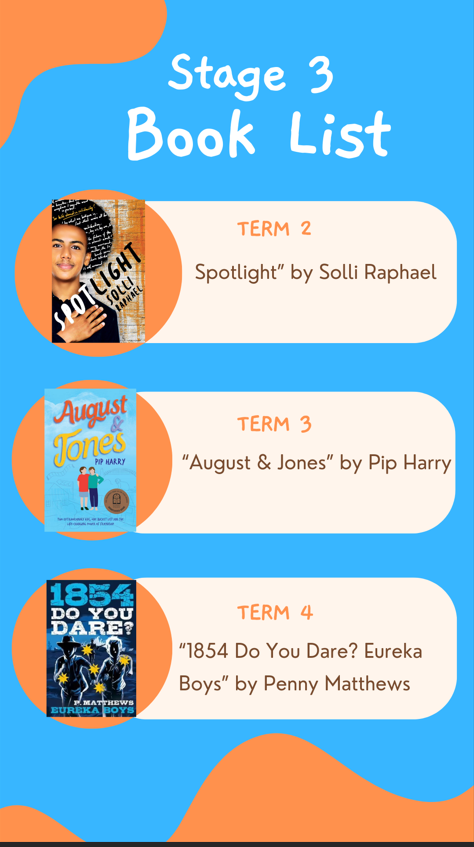 Stage 3
Book List
SPOTLIGHT
SOLLI
RAPHAEL
TERM 2
Spotlight” by Solli Raphael
August
&
Jones
PIP HARRY
TERM 3
“August & Jones” by Pip Harry
1854
DO YOU
DARE?
P. MATTHEWS
EUREKA BOYS
TERM 4
“1854 Do You Dare? Eureka
Boys” by Penny Matthews